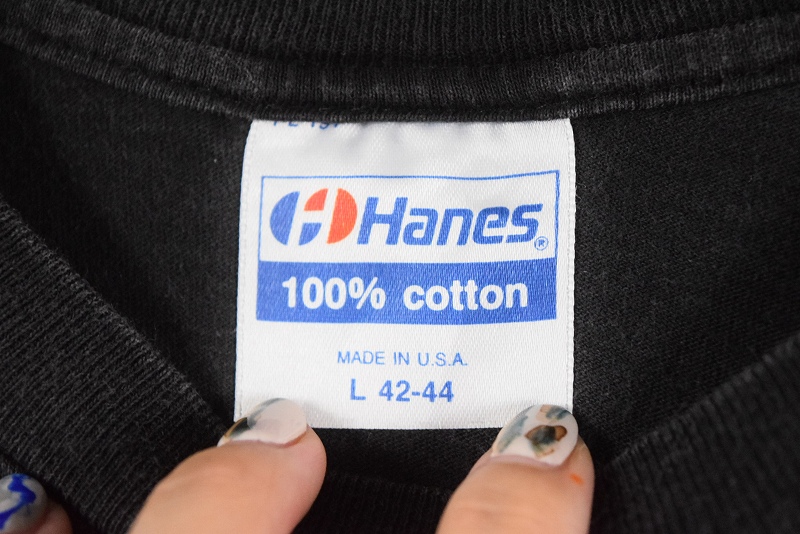 Hanes®
100% cotton
MADE IN U.S.A.
L 42-44